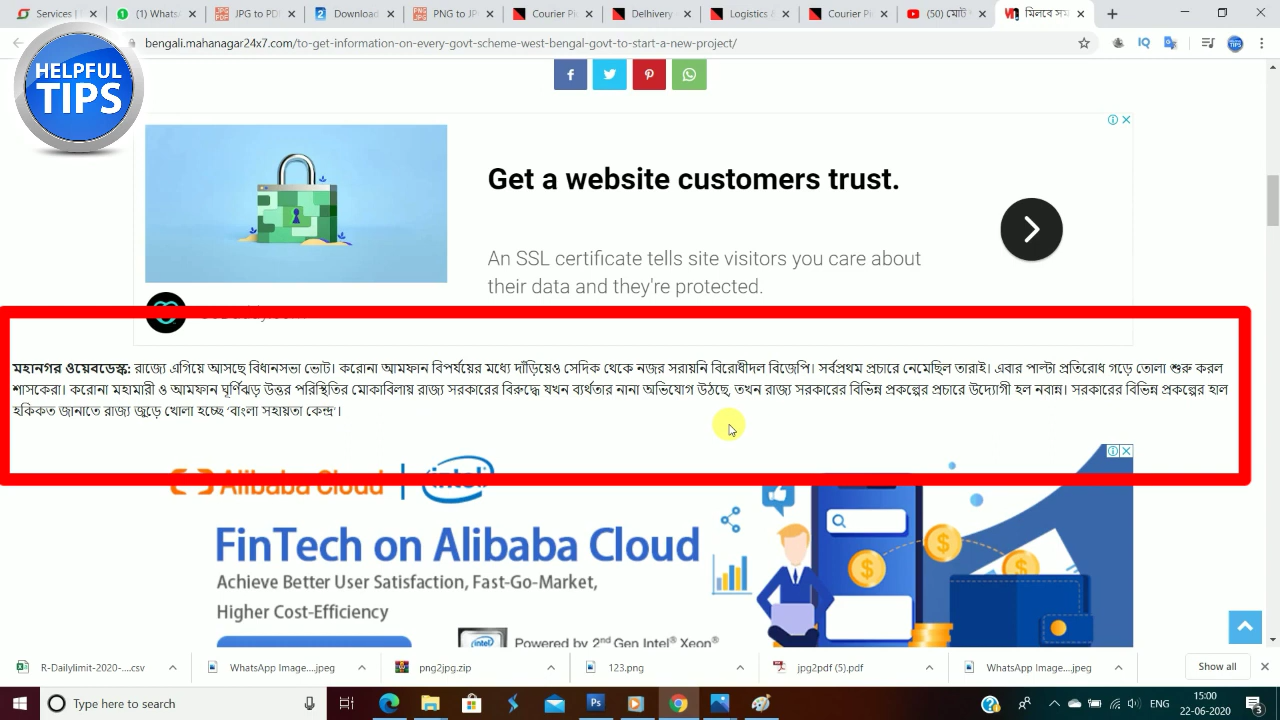 (1) Whats
JPG to JP
Download
PNG to JP
Courier Pi
Delhivery
Logistics
Courier Pi
মিলবে সম
bengali.mahanagar24x7.com/to-get-information-on-every-govt-scheme-west-bengal-govt-to-start-a-new-project/
IQ
HELPFUL
TIPS
Get a website customers trust.
An SSL certificate tells site visitors you care about
their data and they're protected.
মহানগর ওয়েবডেস্ক: রাজ্যে এগিয়ে আসছে বিধানসভা ভোট। করোনা আমফান বিপর্যয়ের মধ্যে দাঁড়িয়েও সেদিক থেকে নজর সরায়নি বিরোধীদল বিজেপি। সর্বপ্রথম প্রচারে নেমেছিল তারাই। এবার পাল্টা প্রতিরোধ গড়ে তোলা শুরু করল
শাসকেরা। করোনা মহামারী ও আমফান ঘূর্ণিঝড় উত্তর পরিস্থিতির মোকাবিলায় রাজ্য সরকারের বিরুদ্ধে যখন ব্যর্থতার নানা অভিযোগ উঠছে, তখন রাজ্য সরকারের বিভিন্ন প্রকল্পের প্রচারে উদ্যোগী হল নবান্ন। সরকারের বিভিন্ন প্রকল্পের হাল
হকিকত জানাতে রাজ্য জুড়ে খোলা হচ্ছে ‘বাংলা সহায়তা কেন্দ্র’।
Alibaba Cloud | intel
FinTech on Alibaba Cloud
Achieve Better User Satisfaction, Fast-Go-Market,
Higher Cost-Efficiency
Powered by 2nd Gen Intel® Xeon®
R-Dailylimit-2020-....csv
WhatsApp Image....jpeg
png2jpg.zip
123.png
jpg2pdf (5).pdf
WhatsApp Image....jpeg
Show all
Type here to search
ENG
15:00
22-06-2020